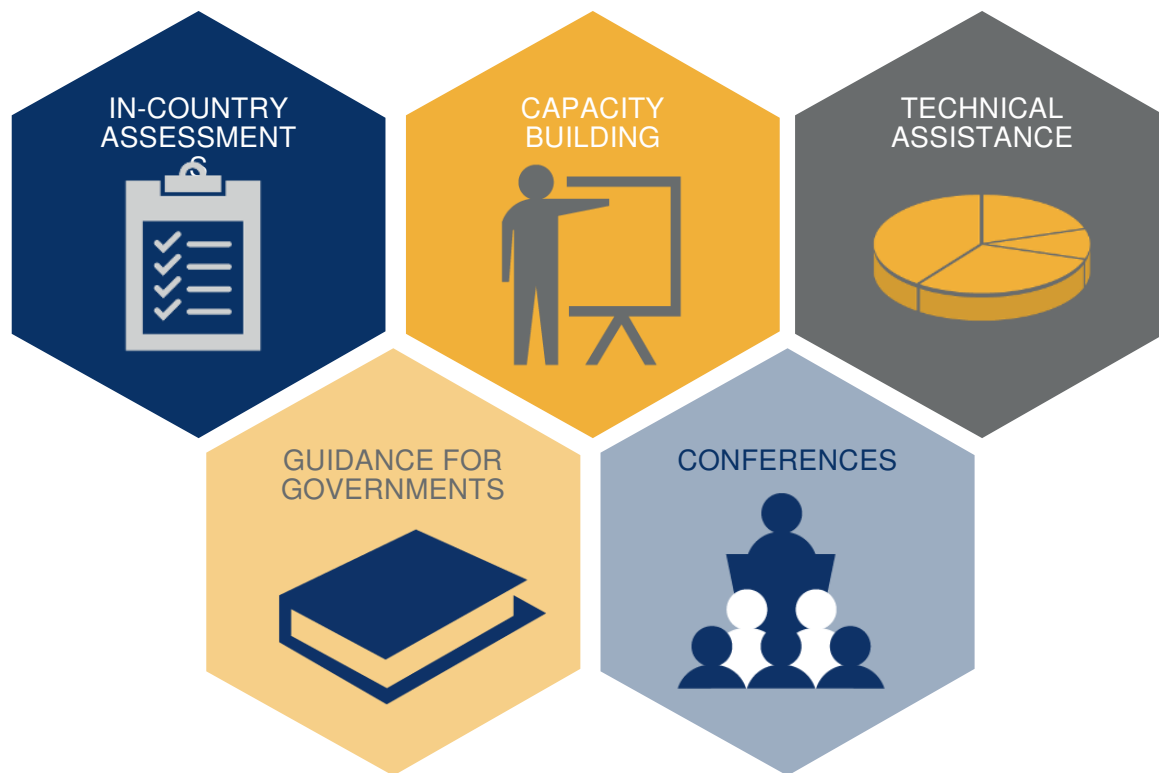 IN-COUNTRY
ASSESSMENT
S
CAPACITY
BUILDING
TECHNICAL
ASSISTANCE
GUIDANCE FOR
GOVERNMENTS
CONFERENCES